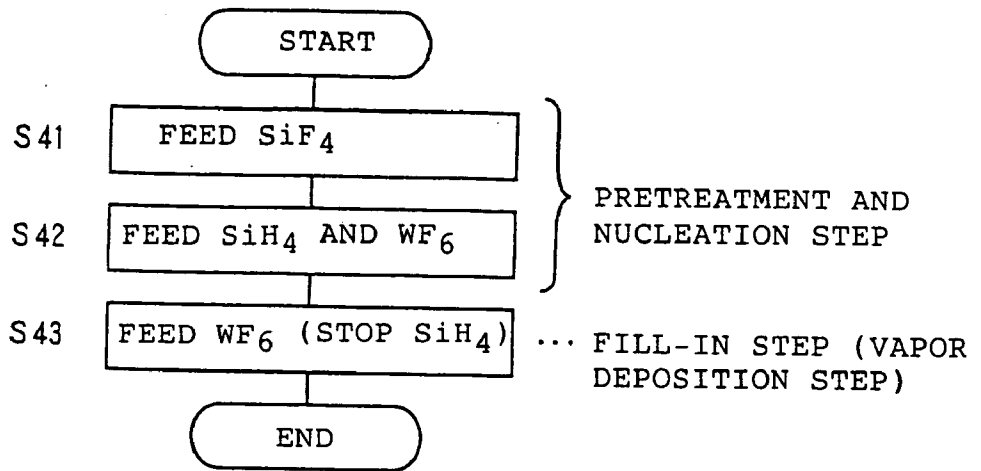 START
S41 FEED SiF4
S42 FEED SiH4 AND WF6
PRETREATMENT AND
NUCLEATION STEP
S43 FEED WF6 (STOP SiH4) ... FILL-IN STEP (VAPOR
DEPOSITION STEP)
END